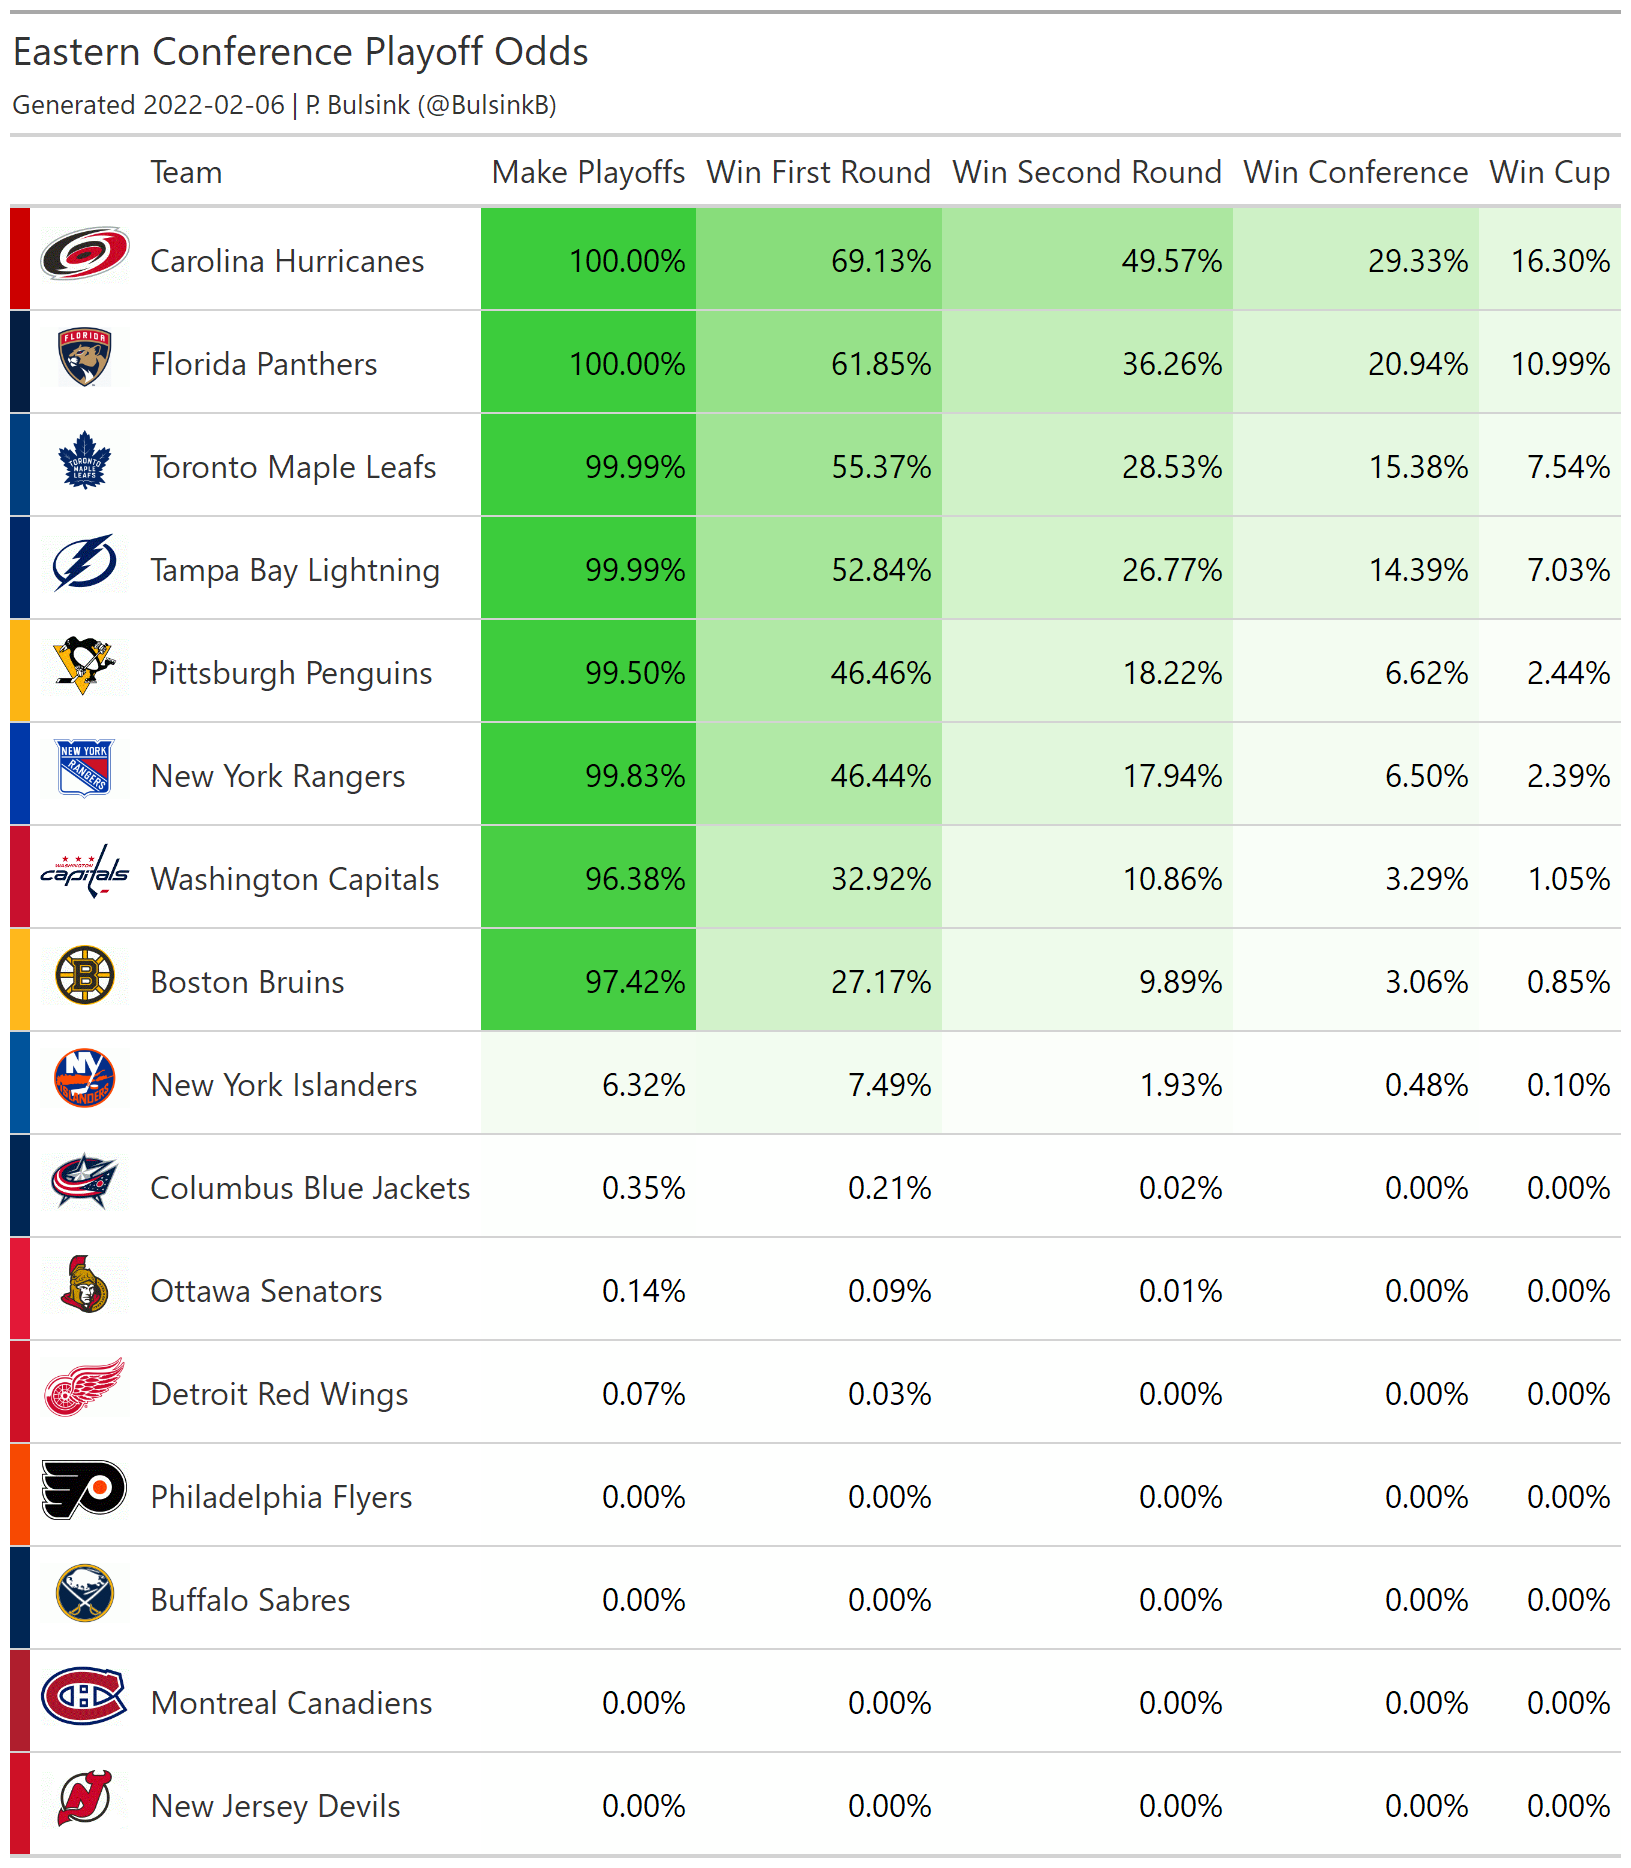 Eastern Conference Playoff Odds
Generated 2022-02-06 | P. Bulsink (@BulsinkB)
Team Make Playoffs Win First Round Win Second Round Win Conference Win Cup
Carolina Hurricanes 100.00% 69.13% 49.57% 29.33% 16.30%
FLORIDA
Florida Panthers 100.00% 61.85% 36.26% 20.94% 10.99%
TORONTO
MAPLE
LEAFS
Toronto Maple Leafs 99.99% 55.37% 28.53% 15.38% 7.54%
Tampa Bay Lightning 99.99% 52.84% 26.77% 14.39% 7.03%
Pittsburgh Penguins 99.50% 46.46% 18.22% 6.62% 2.44%
NEW YORK
RANGERS
New York Rangers 99.83% 46.44% 17.94% 6.50% 2.39%
WASHINGTON
capitals
Washington Capitals 96.38% 32.92% 10.86% 3.29% 1.05%
B
Boston Bruins 97.42% 27.17% 9.89% 3.06% 0.85%
NY
ISLANDERS
New York Islanders 6.32% 7.49% 1.93% 0.48% 0.10%
Columbus Blue Jackets 0.35% 0.21% 0.02% 0.00% 0.00%
Ottawa Senators 0.14% 0.09% 0.01% 0.00% 0.00%
Detroit Red Wings 0.07% 0.03% 0.00% 0.00% 0.00%
Philadelphia Flyers 0.00% 0.00% 0.00% 0.00% 0.00%
Buffalo Sabres 0.00% 0.00% 0.00% 0.00% 0.00%
Montreal Canadiens 0.00% 0.00% 0.00% 0.00% 0.00%
New Jersey Devils 0.00% 0.00% 0.00% 0.00% 0.00%